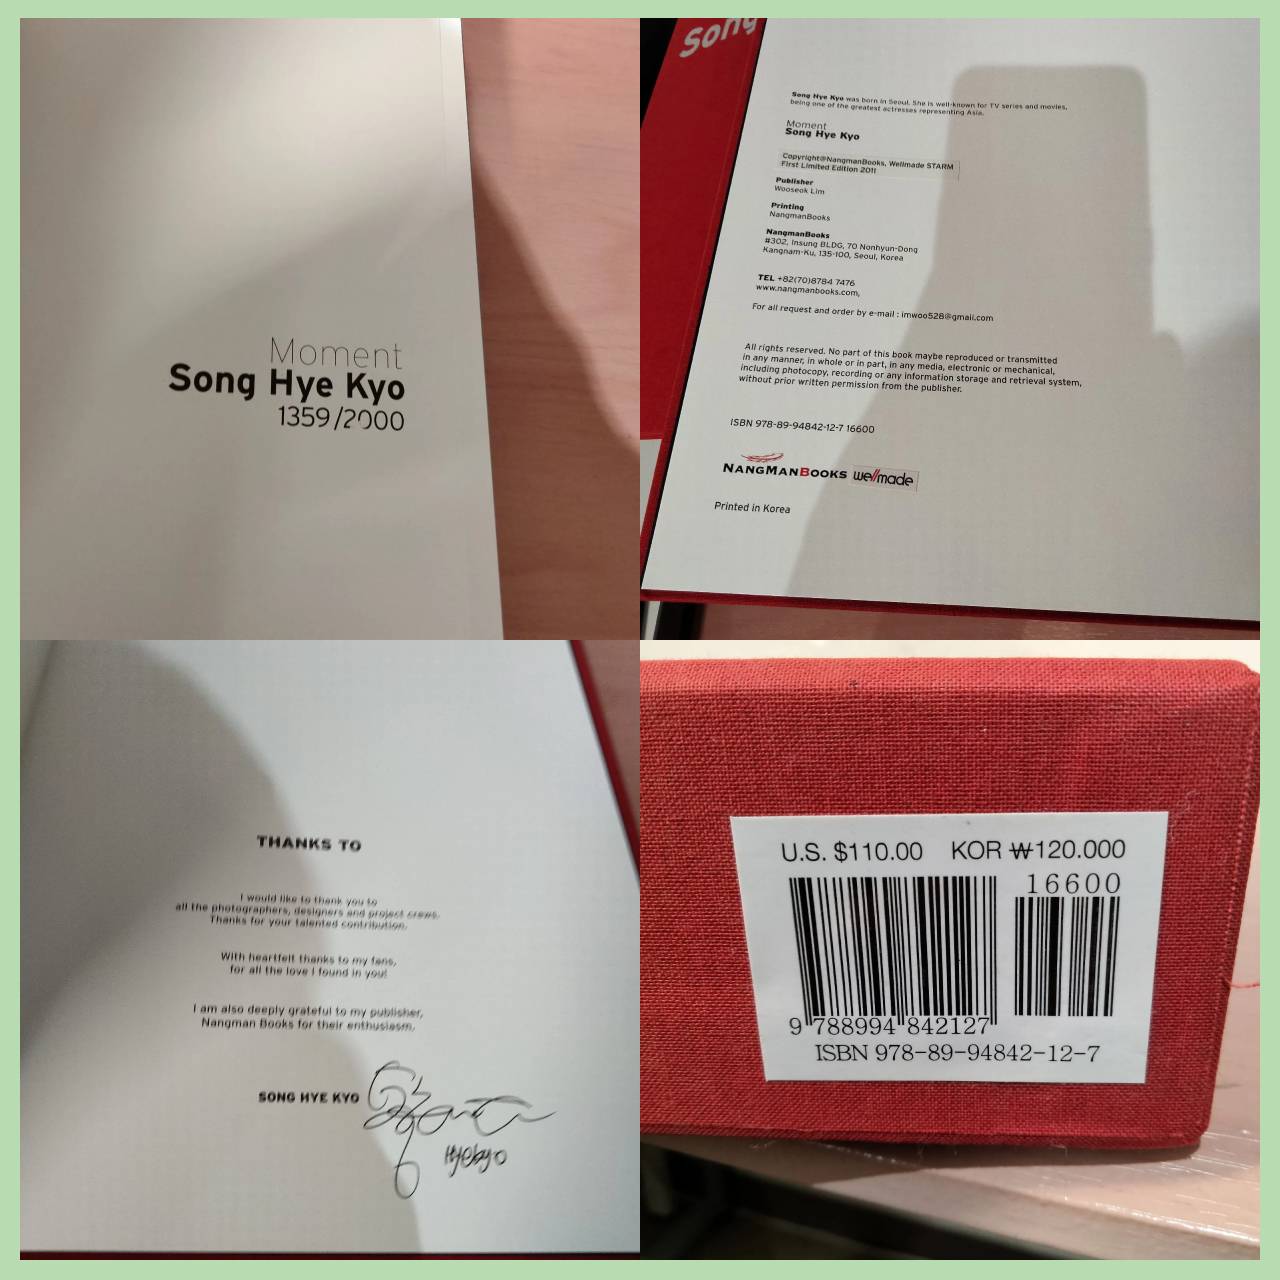 Moment
Song Hye Kyo
1359/2000
Song
Song Hye Kyo was born in Seoul. She is well-known for TV series and movies,
being one of the greatest actresses representing Asia.
Moment
Song Hye Kyo
Copyright@NangmanBooks, Wellmade STARM
First Limited Edition 2011
Publisher
Wooseok Lim
Printing
NangmanBooks
NangmanBooks
#302, Insung BLDG, 70 Nonhyun-Dong
Kangnam-Ku, 135-100, Seoul, Korea
TEL +82(70)8784 7476
www.nangmanbooks.com,
For all request and order by e-mail : imwoo528@gmail.com
All rights reserved. No part of this book maybe reproduced or transmitted
in any manner, in whole or in part, in any media, electronic or mechanical,
including photocopy, recording or any information storage and retrieval system,
without prior written permission from the publisher.
ISBN 978-89-94842-12-7 16600
NANGMANBOOKS wellmade
Printed in Korea
THANKS TO
I would like to thank you to
all the photographers, designers and project crews.
Thanks for your talented contribution.
With heartfelt thanks to my fans,
for all the love I found in you!
I am also deeply grateful to my publisher,
Nangman Books for their enthusiasm.
SONG HYE KYO
Hyekyo
U.S. $110.00 KOR ₩120.000
16600
9 788994 842127
ISBN 978-89-94842-12-7